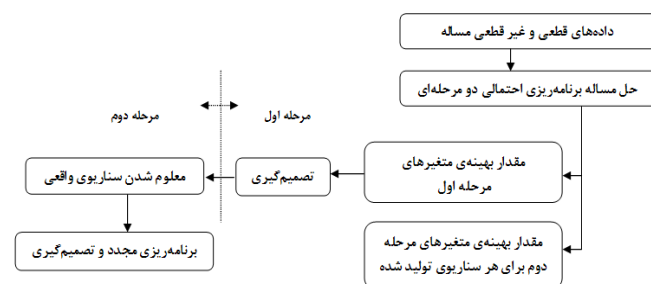 داده‌های قطعی و غیر قطعی مساله
حل مساله برنامه‌ریزی احتمالی دو مرحله‌ای
مرحله اول
مرحله دوم
مقدار بهینه‌ی متغیرهای
مرحله اول
تصمیم‌گیری
معلوم شدن سناریوی واقعی
مقدار بهینه‌ی متغیرهای مرحله
دوم برای هر سناریوی تولید شده
برنامه‌ریزی مجدد و تصمیم‌گیری